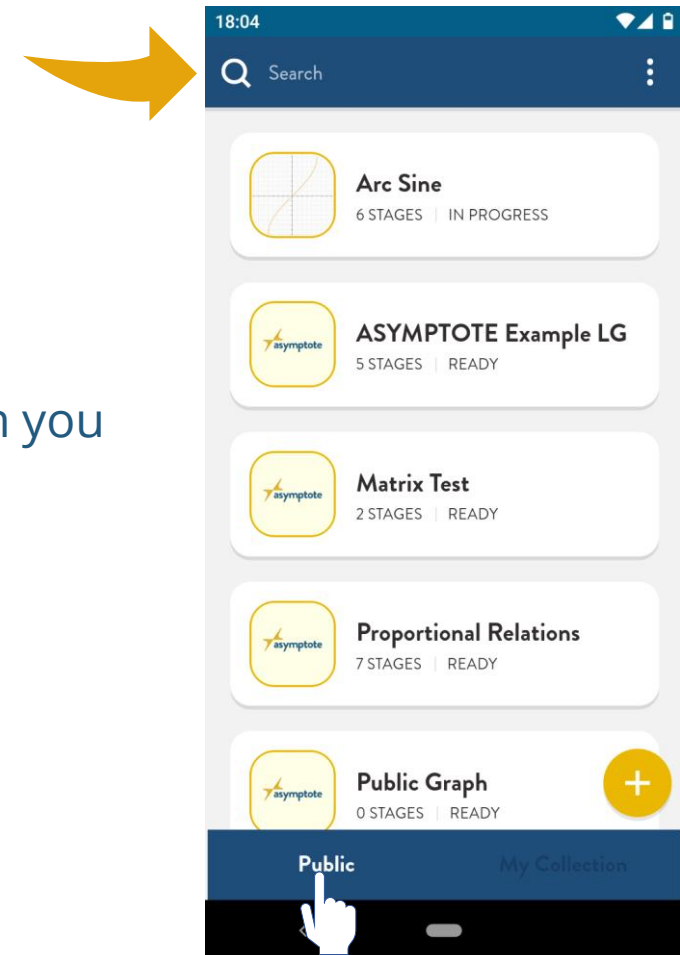 18:04
Search
Arc Sine
6 STAGES | IN PROGRESS
asymptote
ASYMPTOTE Example LG
5 STAGES | READY
you
asymptote
Matrix Test
2 STAGES | READY
asymptote
Proportional Relations
7 STAGES | READY
asymptote
Public Graph
0 STAGES | READY
+
Public
My Collection